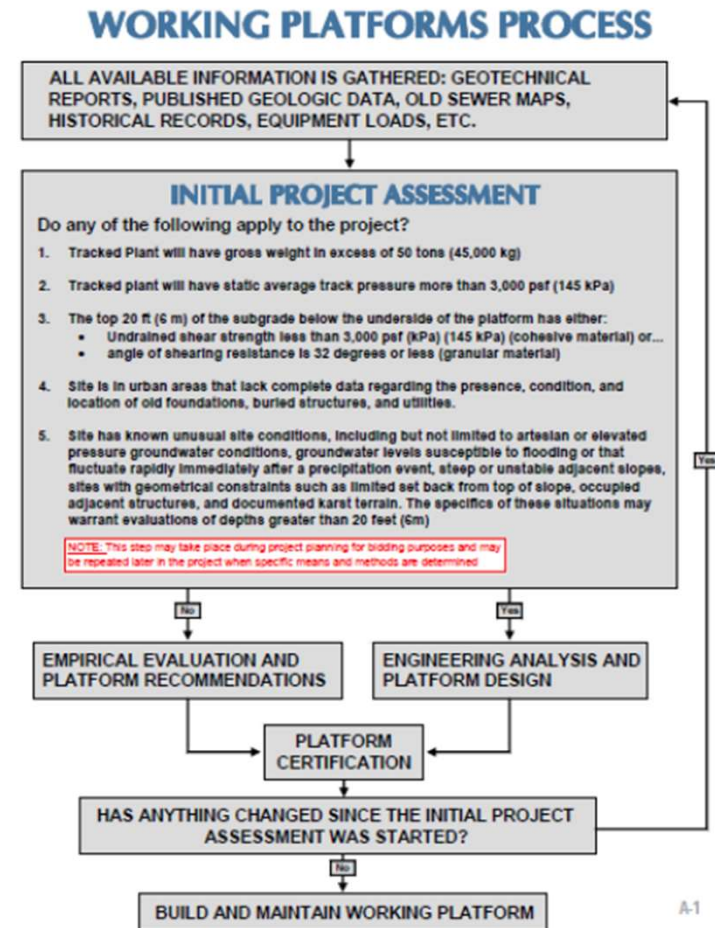 WORKING PLATFORMS PROCESS
ALL AVAILABLE INFORMATION IS GATHERED: GEOTECHNICAL
REPORTS, PUBLISHED GEOLOGIC DATA, OLD SEWER MAPS,
HISTORICAL RECORDS, EQUIPMENT LOADS, ETC.
INITIAL PROJECT ASSESSMENT
Do any of the following apply to the project?
1. Tracked Plant will have gross weight in excess of 50 tons (45,000 kg)
2. Tracked plant will have static average track pressure more than 3,000 psf (145 kPa)
3. The top 20 ft (6 m) of the subgrade below the underside of the platform has either:
• Undrained shear strength less than 3,000 psf (kPa) (145 kPa) (cohesive material) or...
• angle of shearing resistance is 32 degrees or less (granular material)
4. Site is in urban areas that lack complete data regarding the presence, condition, and
location of old foundations, buried structures, and utilities.
5. Site has known unusual site conditions, including but not limited to artesian or elevated
pressure groundwater conditions, groundwater levels susceptible to flooding or that
fluctuate rapidly immediately after a precipitation event, steep or unstable adjacent slopes,
sites with geometrical constraints such as limited set back from top of slope, occupied
adjacent structures, and documented karst terrain. The specifics of these situations may
warrant evaluations of depths greater than 20 feet (6m)
NOTE: This step may take place during project planning for bidding purposes and may
be repeated later in the project when specific means and methods are determined
Yes
No
Yes
EMPIRICAL EVALUATION AND
PLATFORM RECOMMENDATIONS
ENGINEERING ANALYSIS AND
PLATFORM DESIGN
PLATFORM
CERTIFICATION
HAS ANYTHING CHANGED SINCE THE INITIAL PROJECT
ASSESSMENT WAS STARTED?
No
BUILD AND MAINTAIN WORKING PLATFORM
A-1